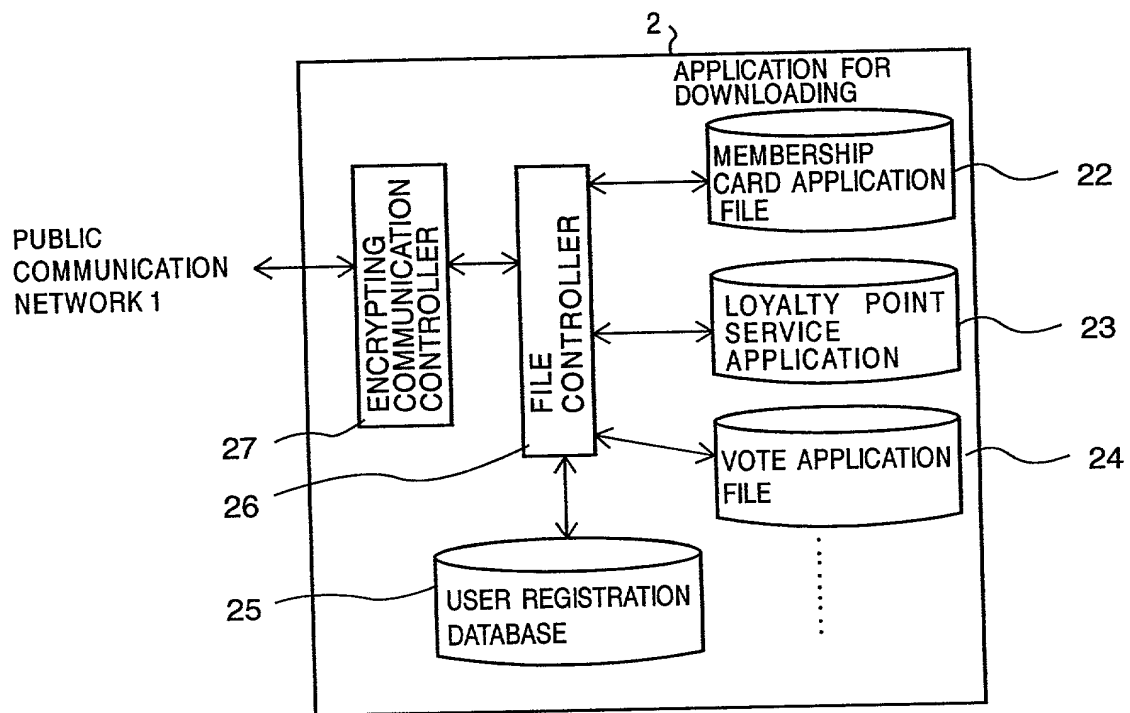 2
APPLICATION FOR
DOWNLOADING
MEMBERSHIP
CARD APPLICATION
FILE
22
PUBLIC
COMMUNICATION
NETWORK 1
ENCRYPTING
COMMUNICATION
CONTROLLER
27
FILE
CONTROLLER
26
LOYALTY POINT
SERVICE
APPLICATION
23
VOTE APPLICATION
FILE
24
USER REGISTRATION
DATABASE
25